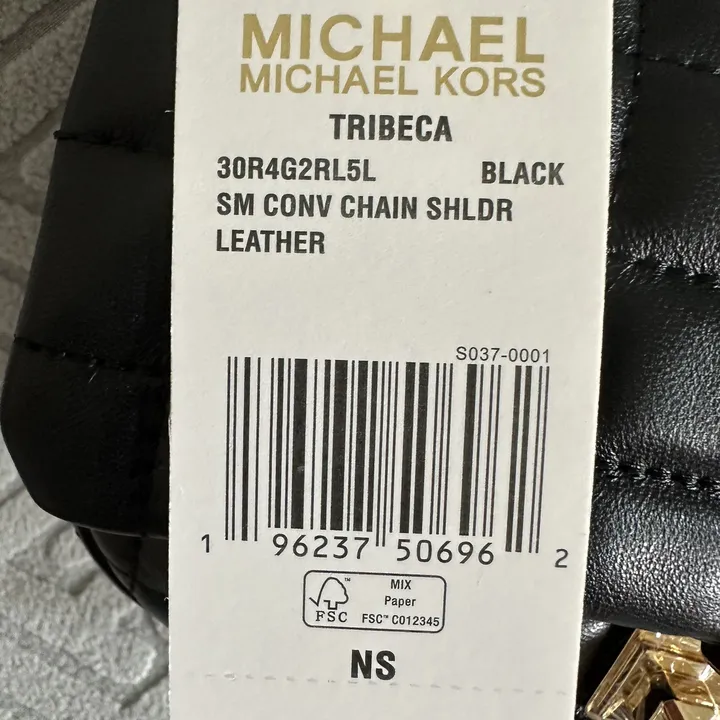 MICHAEL
MICHAEL KORS
TRIBECA
30R4G2RL5L BLACK
SM CONV CHAIN SHLDR
LEATHER
S037-0001
1 96237 50696 2
FSC™
MIX
Paper
FSC™ C012345
NS